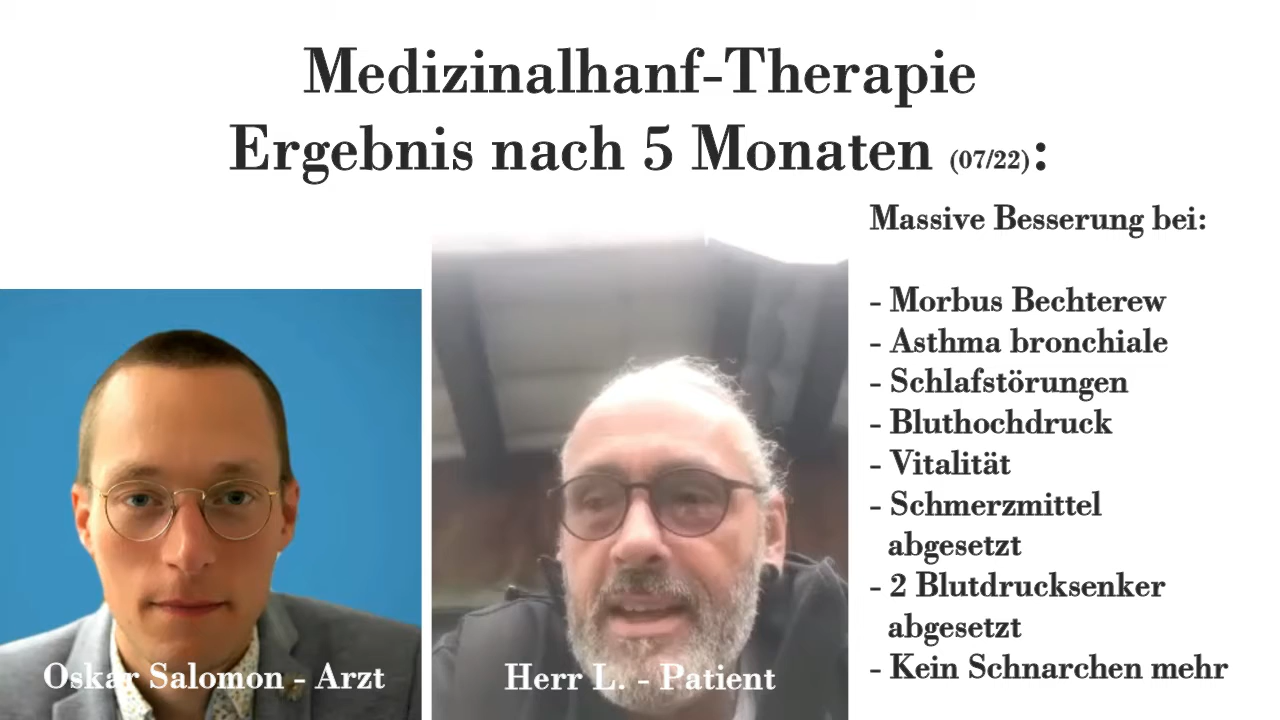 Medizinalhanf-Therapie
Ergebnis nach 5 Monaten (07/22):
Massive Besserung bei:
- Morbus Bechterew
- Asthma bronchiale
- Schlafstörungen
- Bluthochdruck
- Vitalität
- Schmerzmittel
abgesetzt
- 2 Blutdrucksenker
abgesetzt
- Kein Schnarchen mehr
Oskar Salomon - Arzt
Herr L. - Patient